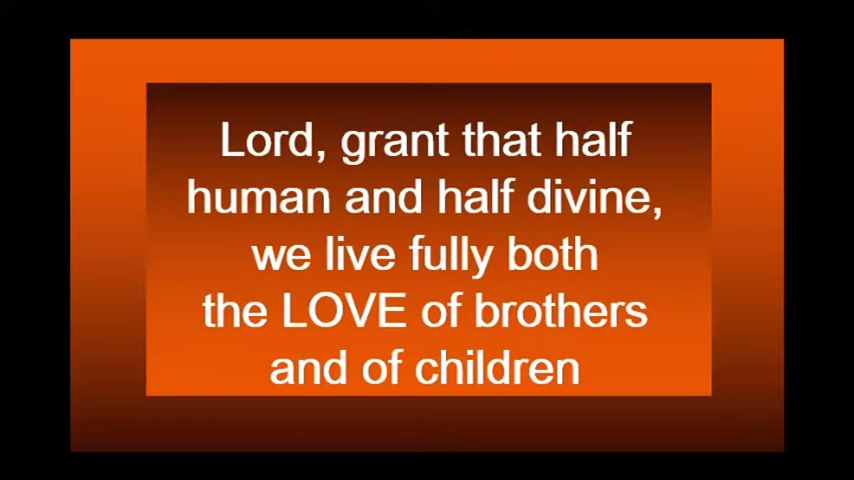 Lord, grant that half
human and half divine,
we live fully both
the LOVE of brothers
and of children